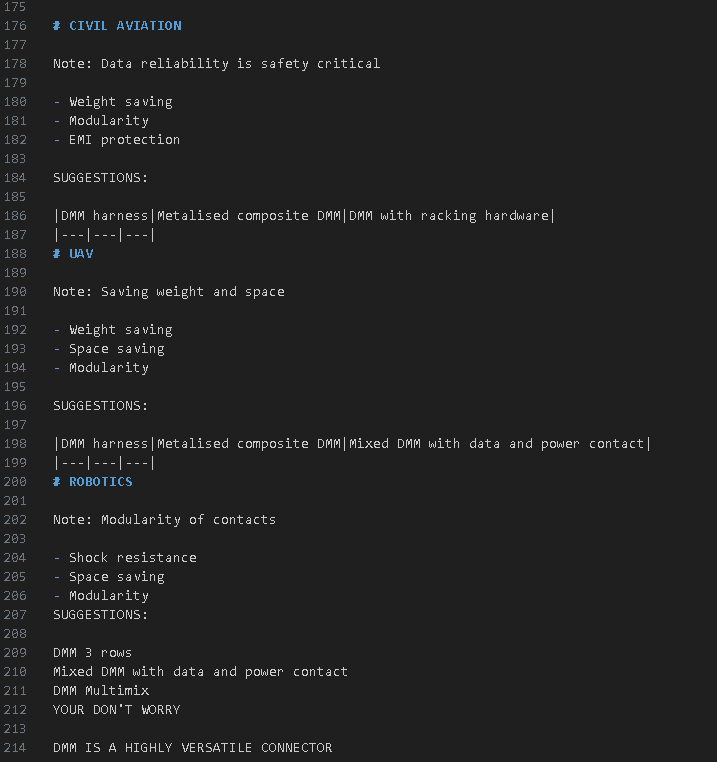 175
176 # CIVIL AVIATION
177
178 Note: Data reliability is safety critical
179
180 - Weight saving
181 - Modularity
182 - EMI protection
183
184 SUGGESTIONS:
185
186 |DMM harness|Metalised composite DMM|DMM with racking hardware|
187 |---|---|---|
188 # UAV
189
190 Note: Saving weight and space
191
192 - Weight saving
193 - Space saving
194 - Modularity
195
196 SUGGESTIONS:
197
198 |DMM harness|Metalised composite DMM|Mixed DMM with data and power contact|
199 |---|---|---|
200 # ROBOTICS
201
202 Note: Modularity of contacts
203
204 - Shock resistance
205 - Space saving
206 - Modularity
207 SUGGESTIONS:
208
209 DMM 3 rows
210 Mixed DMM with data and power contact
211 DMM Multimix
212 YOUR DON'T WORRY
213
214 DMM IS A HIGHLY VERSATILE CONNECTOR